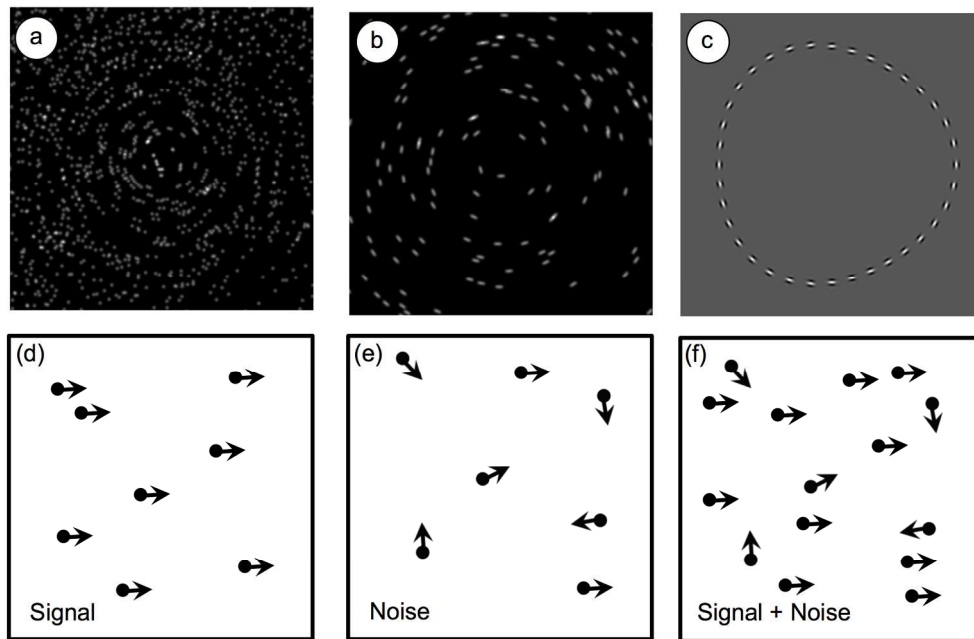 a
b
c
(d)
Signal
(e)
Noise
(f)
Signal + Noise